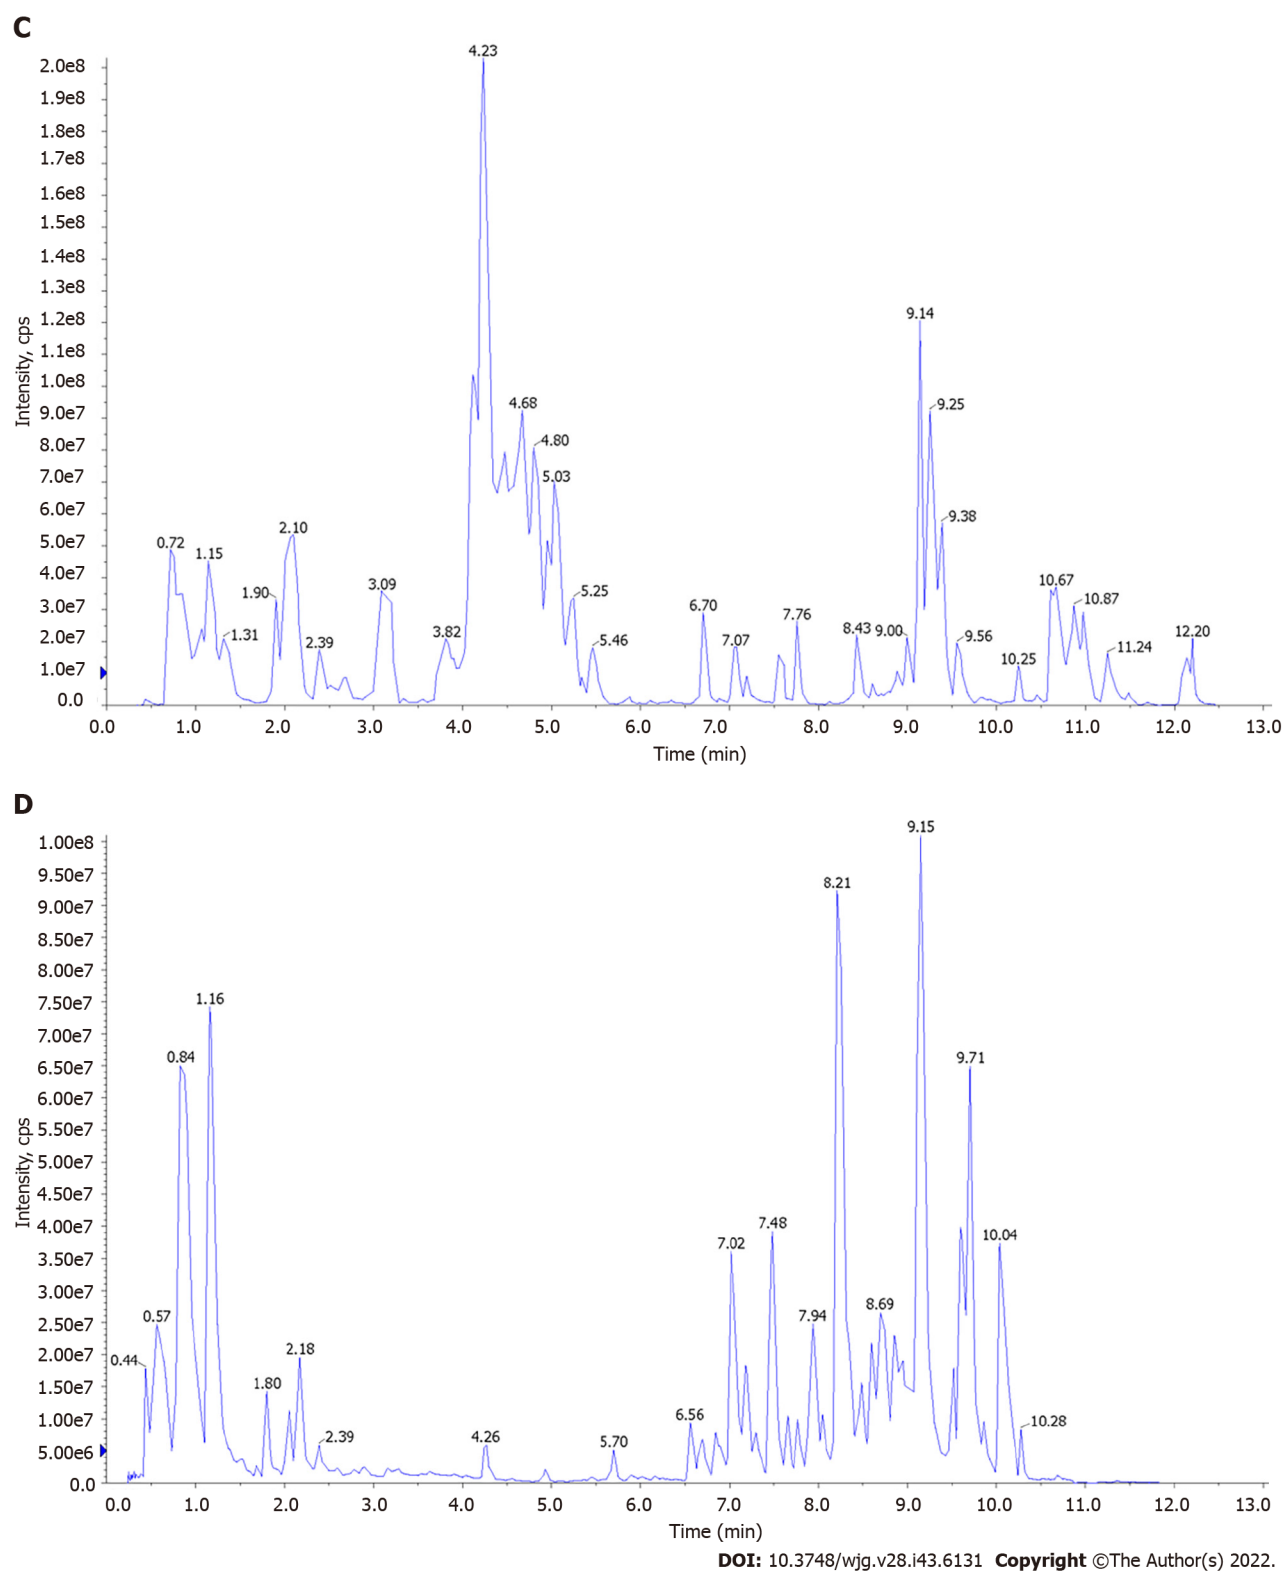 C
4.23
2.0e8
1.9e8
1.8e8
1.7e8
1.6e8
1.5e8
1.4e8
1.3e8
1.2e8
1.1e8
1.0e8
9.0e7
8.0e7
7.0e7
6.0e7
5.0e7
4.0e7
3.0e7
2.0e7
1.0e7
0.0
Intensity, cps
0.72
1.15
1.31
1.90
2.10
2.39
3.09
3.82
4.68
4.80
5.03
5.25
5.46
6.70
7.07
7.76
8.43
9.00
9.14
9.25
9.38
9.56
10.25
10.67
10.87
11.24
12.20
0.0 1.0 2.0 3.0 4.0 5.0 6.0 7.0 8.0 9.0 10.0 11.0 12.0 13.0
Time (min)
D
1.00e8
9.50e7
9.00e7
8.50e7
8.00e7
7.50e7
7.00e7
6.50e7
6.00e7
5.50e7
5.00e7
4.50e7
4.00e7
3.50e7
3.00e7
2.50e7
2.00e7
1.50e7
1.00e7
5.00e6
0.0
Intensity, cps
0.44
0.57
0.84
1.16
1.80
2.18
2.39
4.26
5.70
6.56
7.02
7.48
7.94
8.21
8.69
9.15
9.71
10.04
10.28
0.0 1.0 2.0 3.0 4.0 5.0 6.0 7.0 8.0 9.0 10.0 11.0 12.0 13.0
Time (min)
DOI: 10.3748/wjg.v28.i43.6131 Copyright ©The Author(s) 2022.